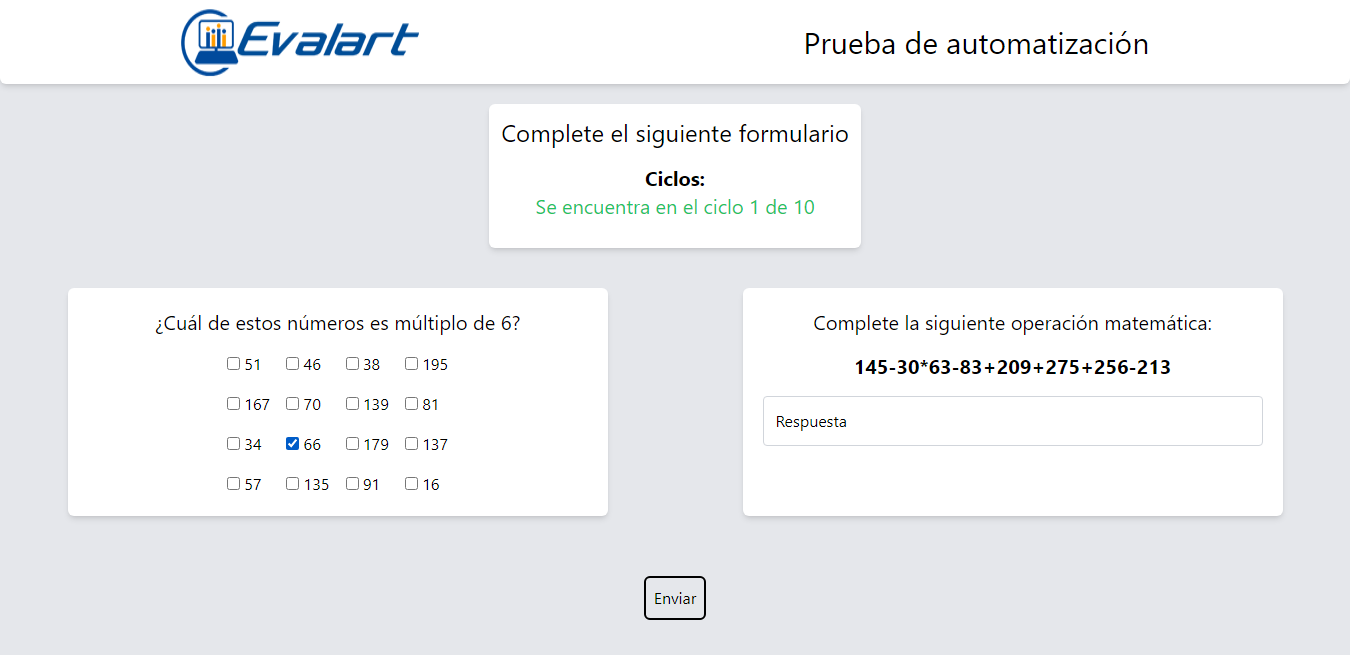 Evalart
Prueba de automatización
Complete el siguiente formulario
Ciclos:
Se encuentra en el ciclo 1 de 10
¿Cuál de estos números es múltiplo de 6?
51 46 38 195
167 70 139 81
34 66 179 137
57 135 91 16
Complete la siguiente operación matemática:
145-30*63-83+209+275+256-213
Respuesta
Enviar